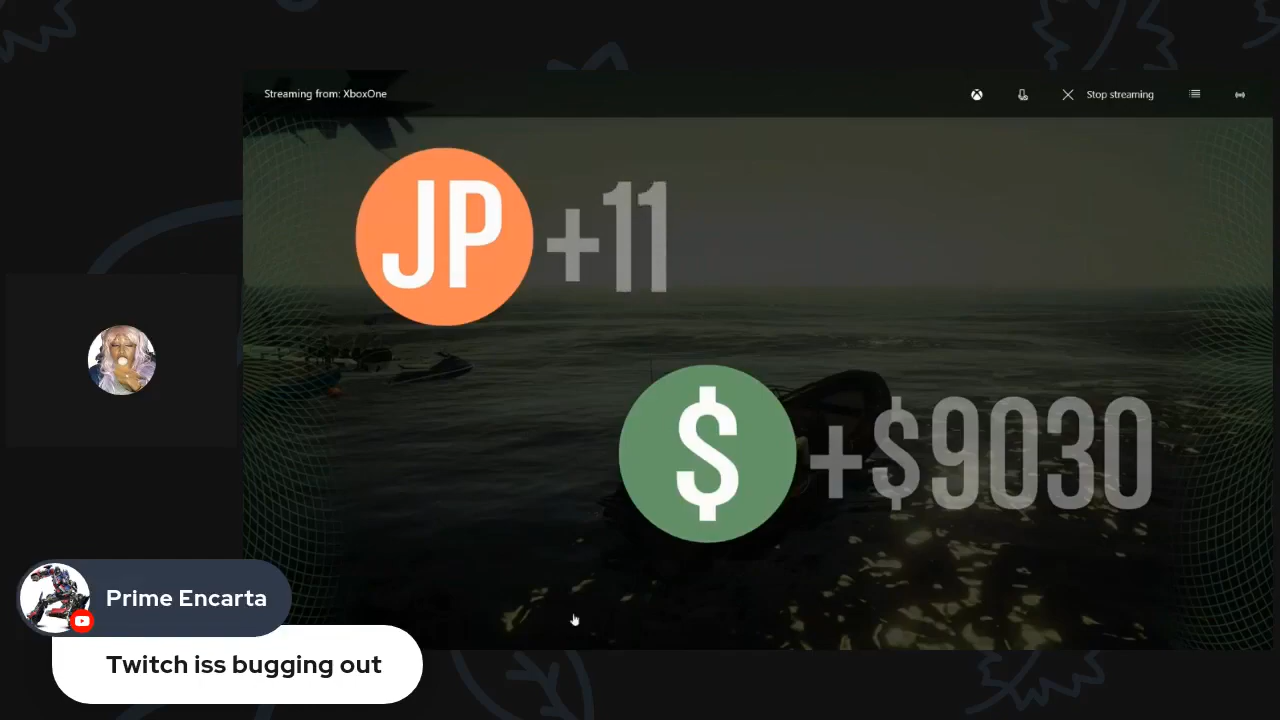 Streaming from: XboxOne
Stop streaming
JP +11
$ +$9030
Prime Encarta
Twitch iss bugging out